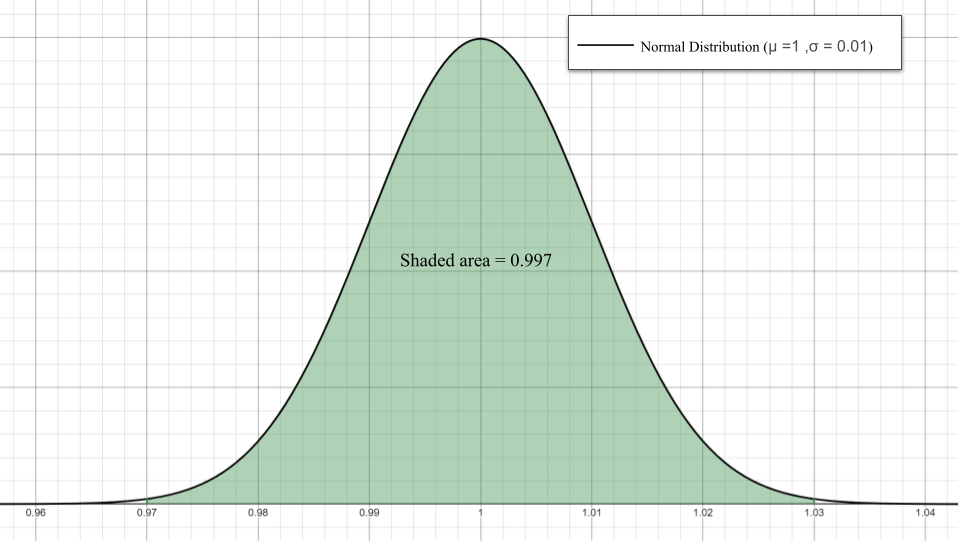 Normal Distribution (μ =1 ,σ = 0.01)
Shaded area = 0.997
0.96 0.97 0.98 0.99 1 1.01 1.02 1.03 1.04